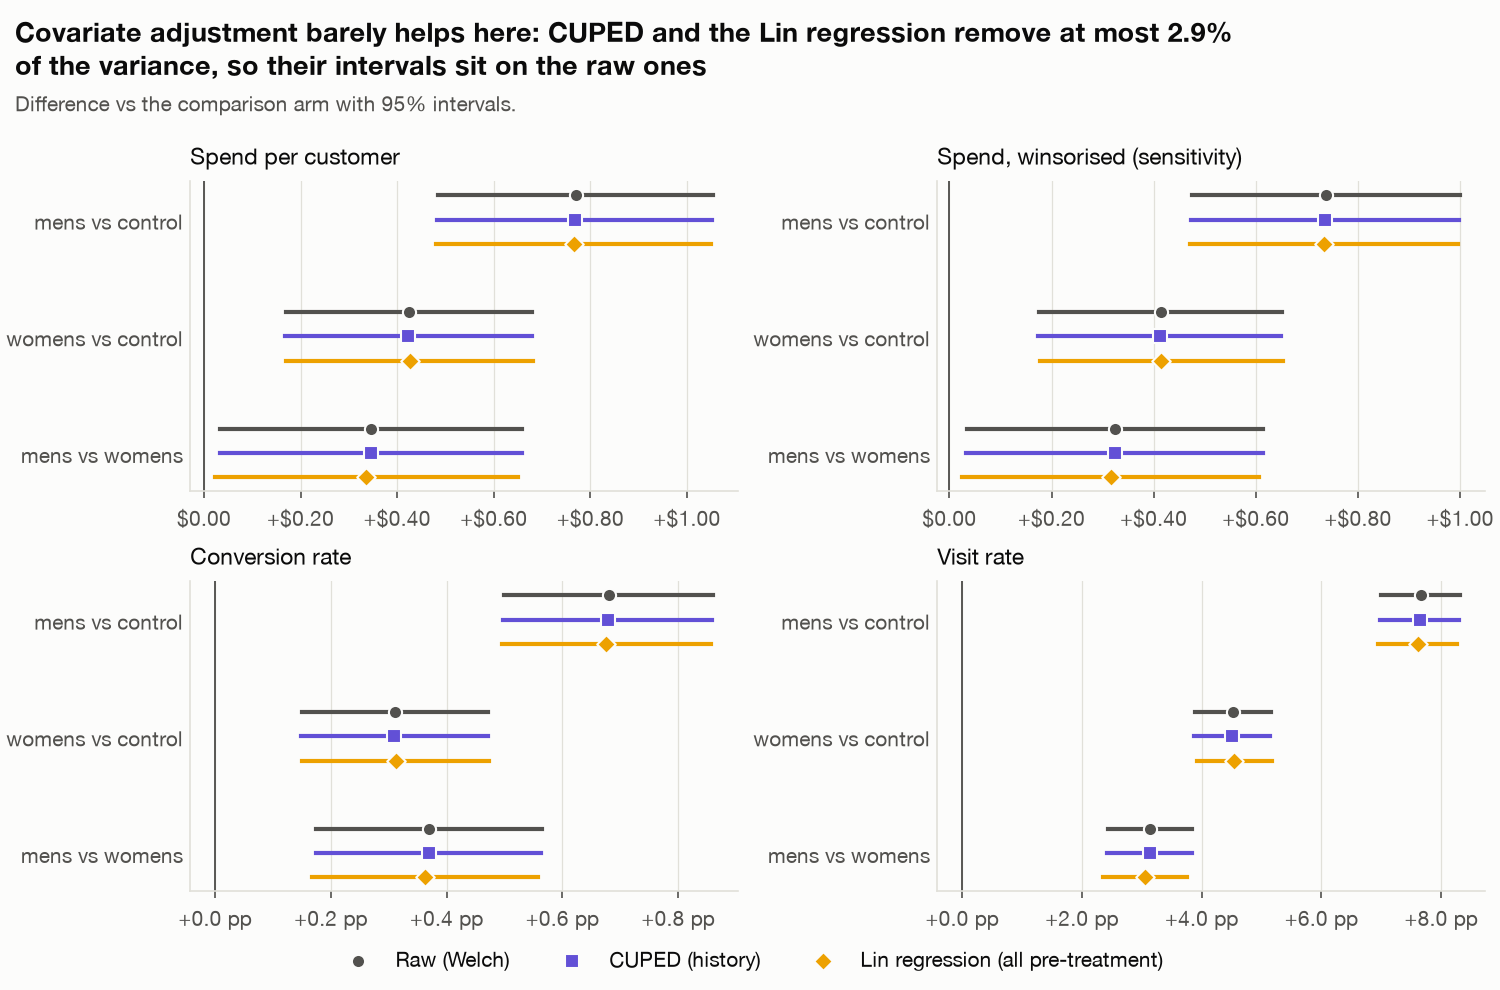 Covariate adjustment barely helps here: CUPED and the Lin regression remove at most 2.9%
of the variance, so their intervals sit on the raw ones
Difference vs the comparison arm with 95% intervals.
Spend per customer
mens vs control
womens vs control
mens vs womens
$0.00 +$0.20 +$0.40 +$0.60 +$0.80 +$1.00
Spend, winsorised (sensitivity)
mens vs control
womens vs control
mens vs womens
$0.00 +$0.20 +$0.40 +$0.60 +$0.80 +$1.00
Conversion rate
mens vs control
womens vs control
mens vs womens
+0.0 pp +0.2 pp +0.4 pp +0.6 pp +0.8 pp
Visit rate
mens vs control
womens vs control
mens vs womens
+0.0 pp +2.0 pp +4.0 pp +6.0 pp +8.0 pp
Raw (Welch) CUPED (history) Lin regression (all pre-treatment)